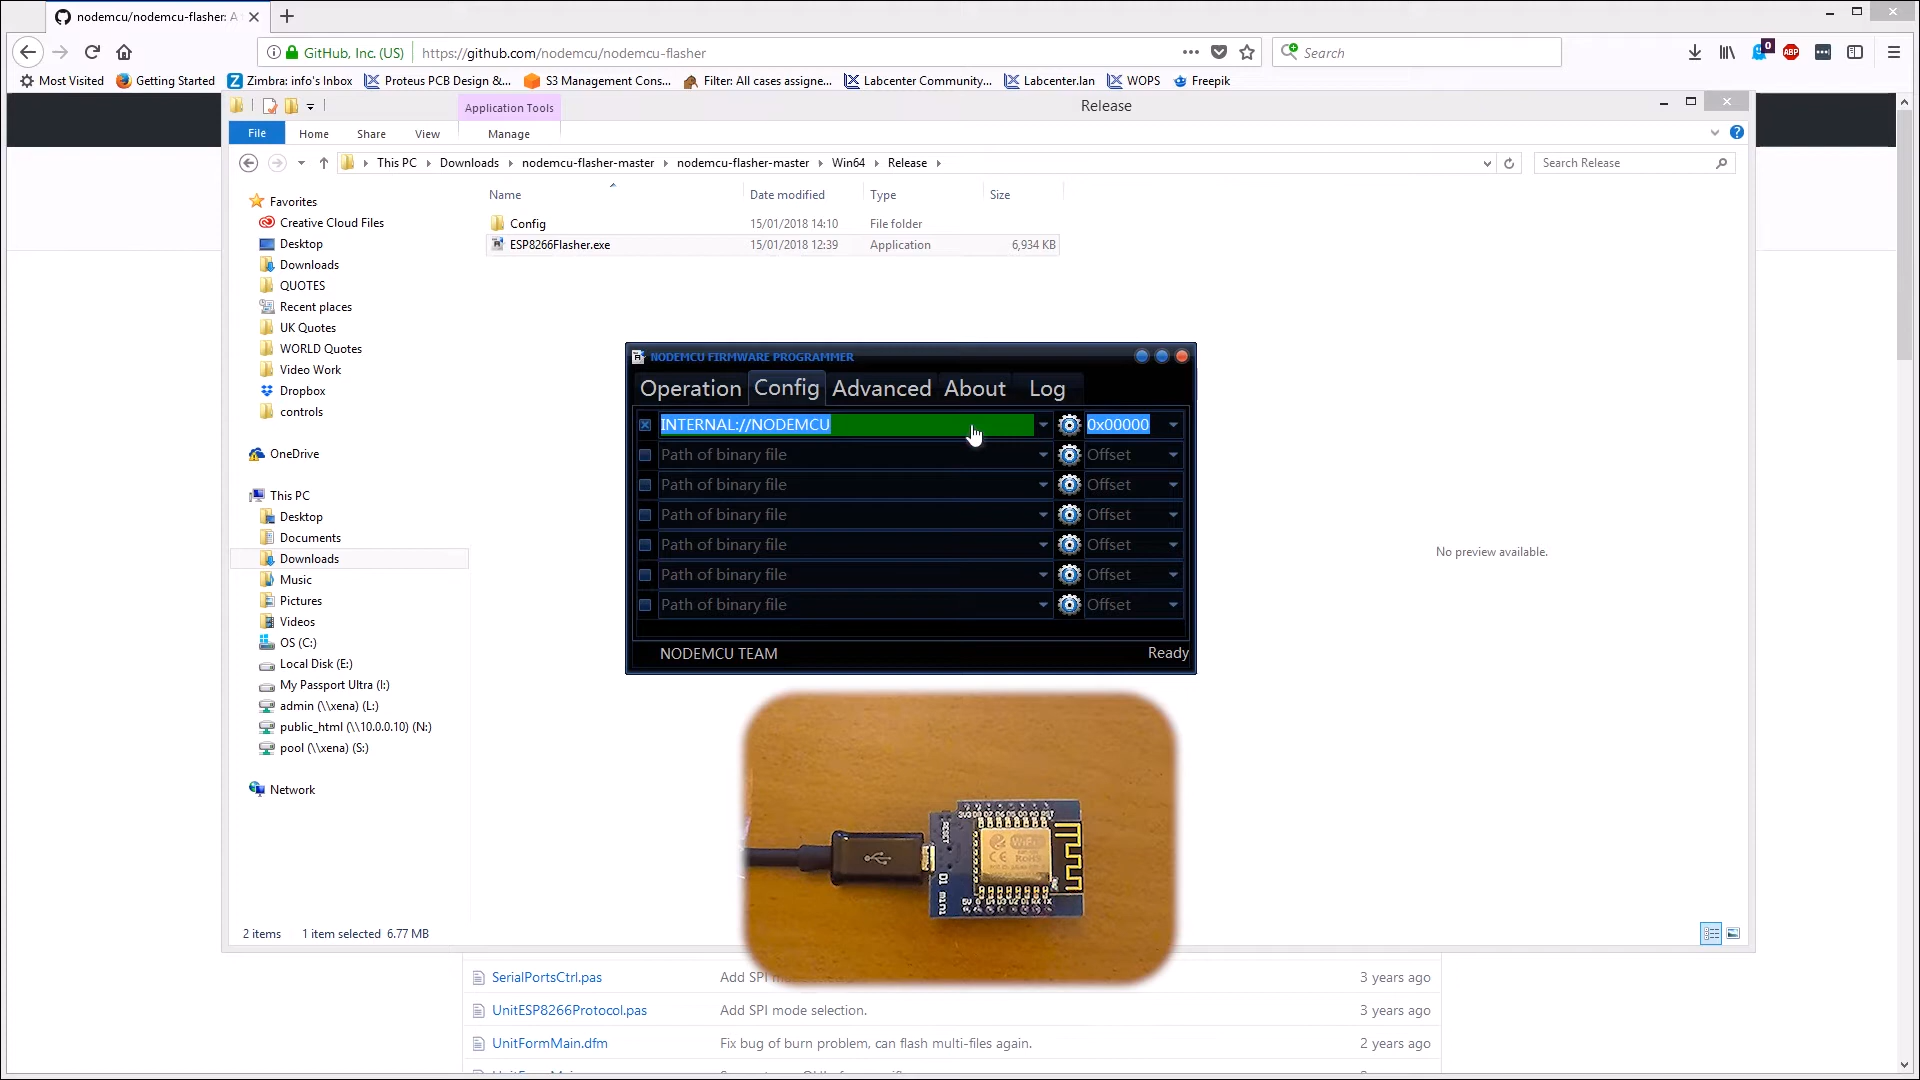 nodemcu/nodemcu-flasher: A
GitHub, Inc. (US)
https://github.com/nodemcu/nodemcu-flasher
Search
0
ABP
Most Visited
Getting Started
Zimbra: info's Inbox
Proteus PCB Design &...
S3 Management Cons...
Filter: All cases assigne...
Labcenter Community...
Labcenter.lan
WOPS
Freepik
Application Tools
Release
File
Home
Share
View
Manage
This PC
Downloads
nodemcu-flasher-master
nodemcu-flasher-master
Win64
Release
Search Release
Name
Date modified
Type
Size
Config
15/01/2018 14:10
File folder
ESP8266Flasher.exe
15/01/2018 12:39
Application
6,934 KB
Favorites
Creative Cloud Files
Desktop
Downloads
QUOTES
Recent places
UK Quotes
WORLD Quotes
Video Work
Dropbox
controls
OneDrive
This PC
Desktop
Documents
Downloads
Music
Pictures
Videos
OS (C:)
Local Disk (E:)
My Passport Ultra (I:)
admin (\\xena) (L:)
public_html (\\10.0.0.10) (N:)
pool (\\xena) (S:)
Network
No preview available.
NODEMCU FIRMWARE PROGRAMMER
Operation
Config
Advanced
About
Log
INTERNAL://NODEMCU
0x00000
Path of binary file
Offset
Path of binary file
Offset
Path of binary file
Offset
Path of binary file
Offset
Path of binary file
Offset
Path of binary file
Offset
NODEMCU TEAM
Ready
RESET
D1 mini
2 items
1 item selected 6.77 MB
SerialPortsCtrl.pas
Add SPI
3 years ago
UnitESP8266Protocol.pas
Add SPI mode selection.
3 years ago
UnitFormMain.dfm
Fix bug of burn problem, can flash multi-files again.
2 years ago